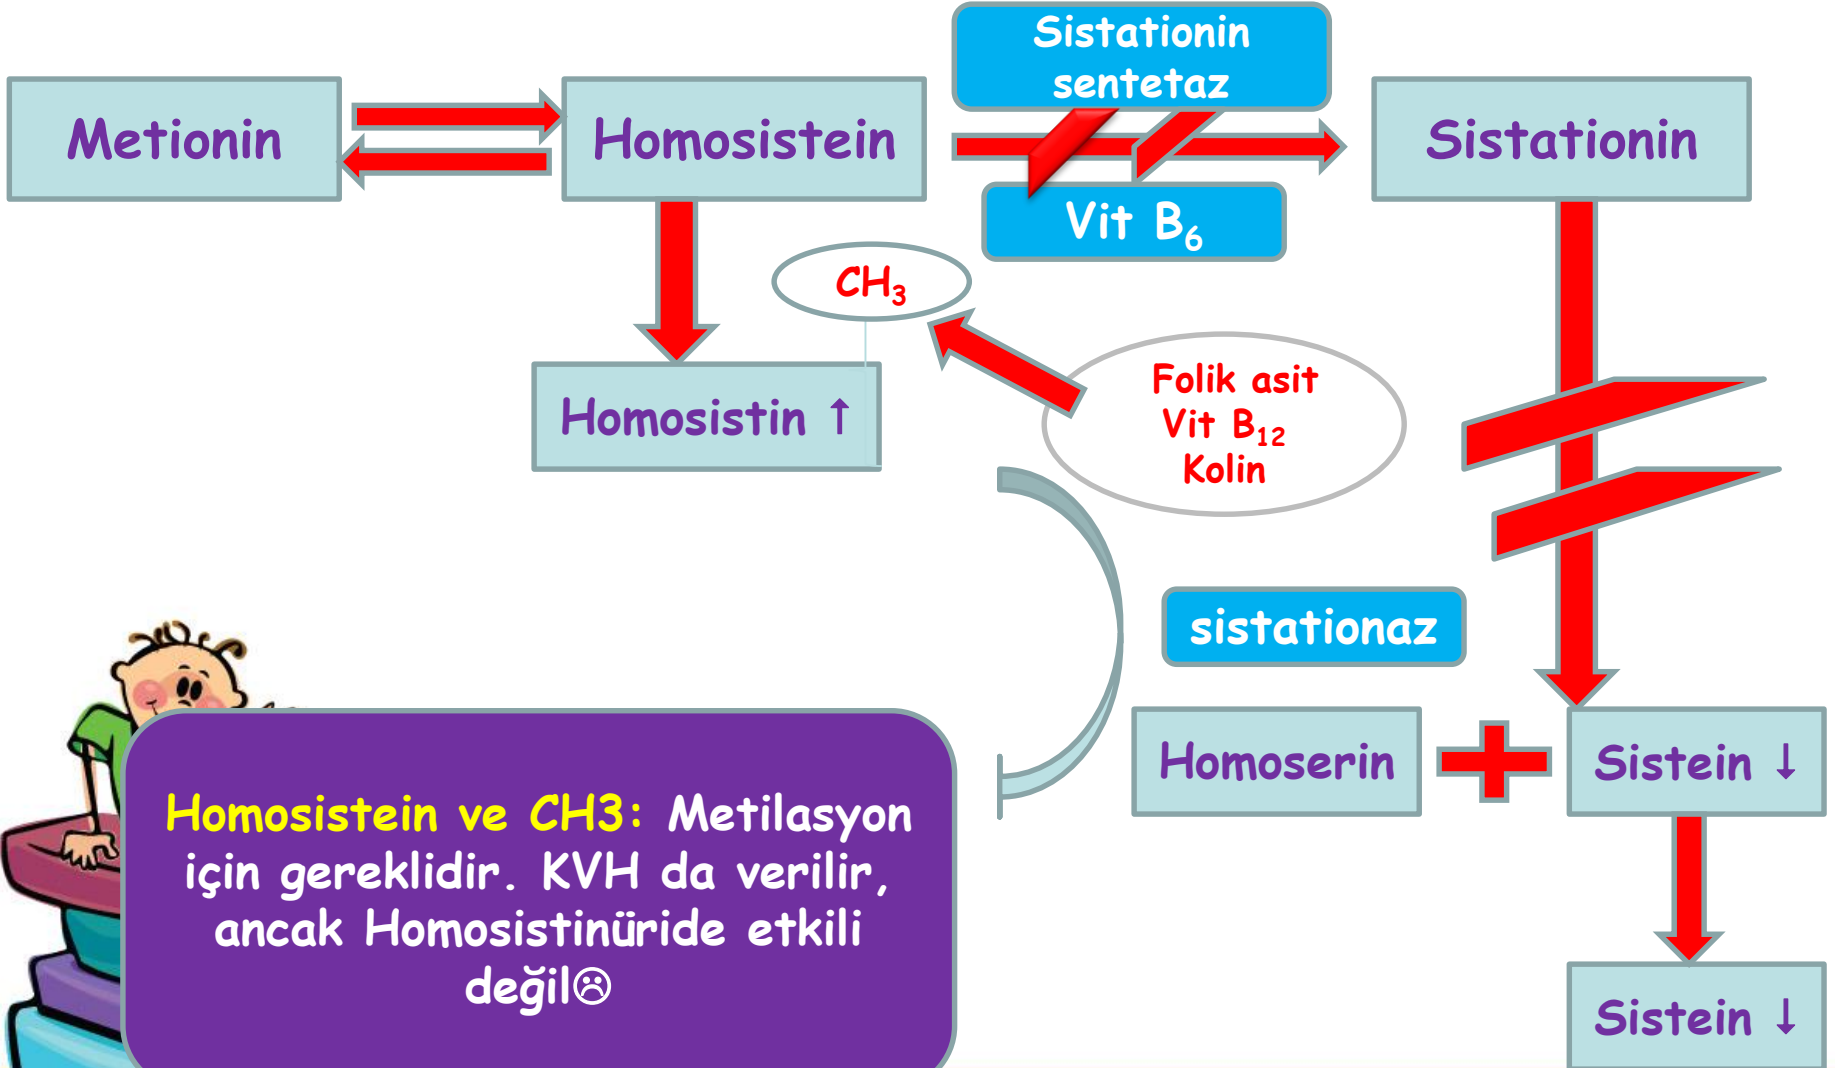 Sistationin
sentetaz
Metionin
Homosistein
Sistationin
Vit B₆
CH₃
Folik asit
Vit B₁₂
Kolin
Homosistin ↑
sistationaz
Homoserin
Sistein ↓
Homosistein ve CH3: Metilasyon
için gereklidir. KVH da verilir,
ancak Homosistinüride etkili
değil☹
Sistein ↓